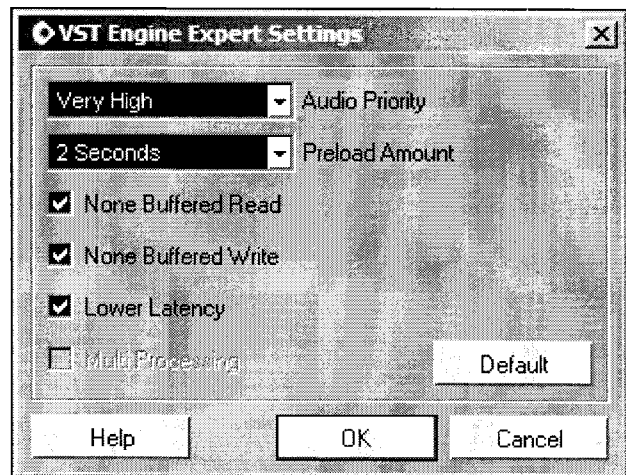 VST Engine Expert Settings
Very High Audio Priority
2 Seconds Preload Amount
None Buffered Read
None Buffered Write
Lower Latency
Multi Processing
Default
Help OK Cancel